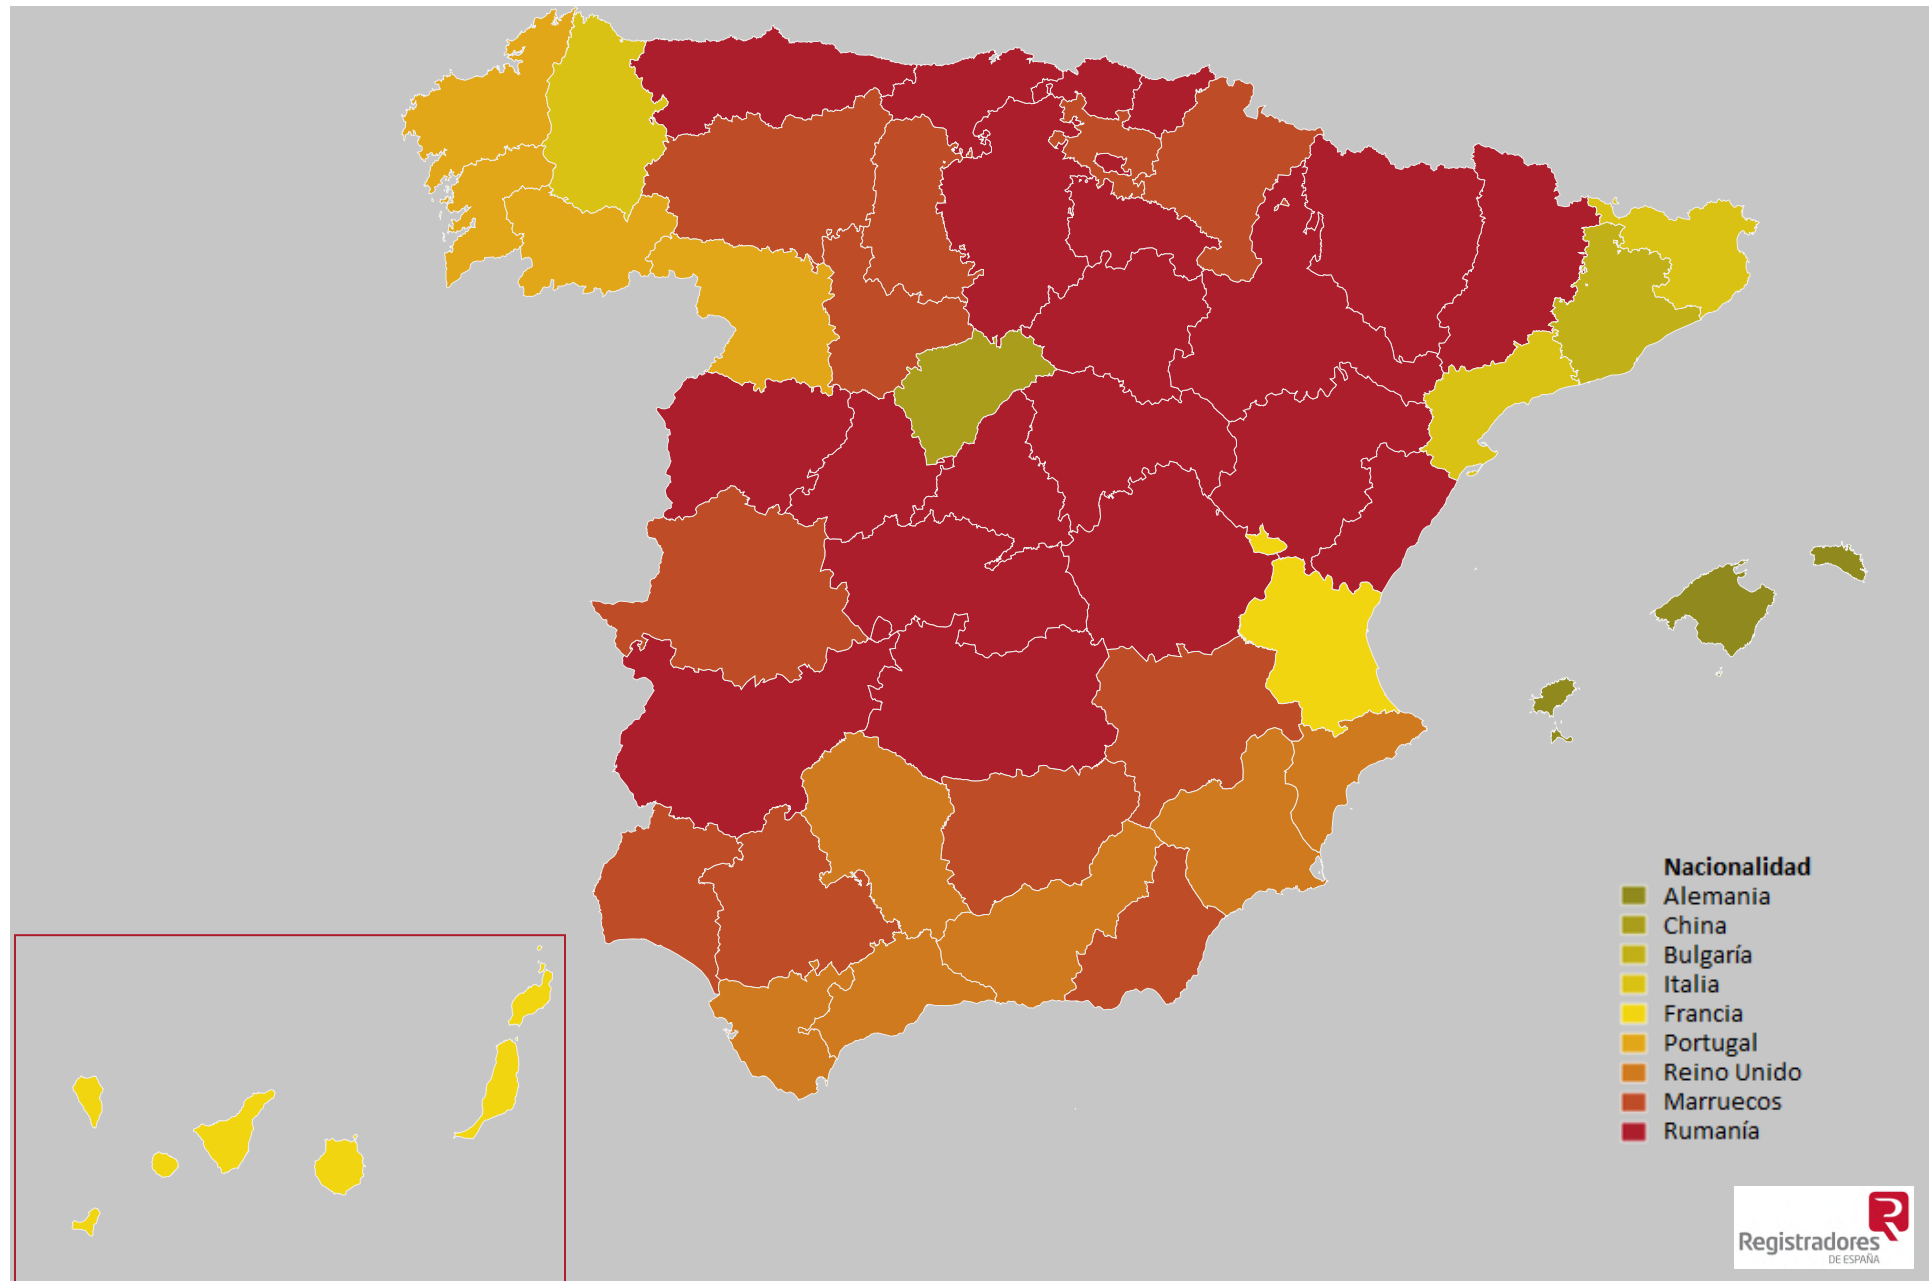 Nacionalidad
Alemania
China
Bulgaría
Italia
Francia
Portugal
Reino Unido
Marruecos
Rumanía
Registradores
DE ESPAÑA